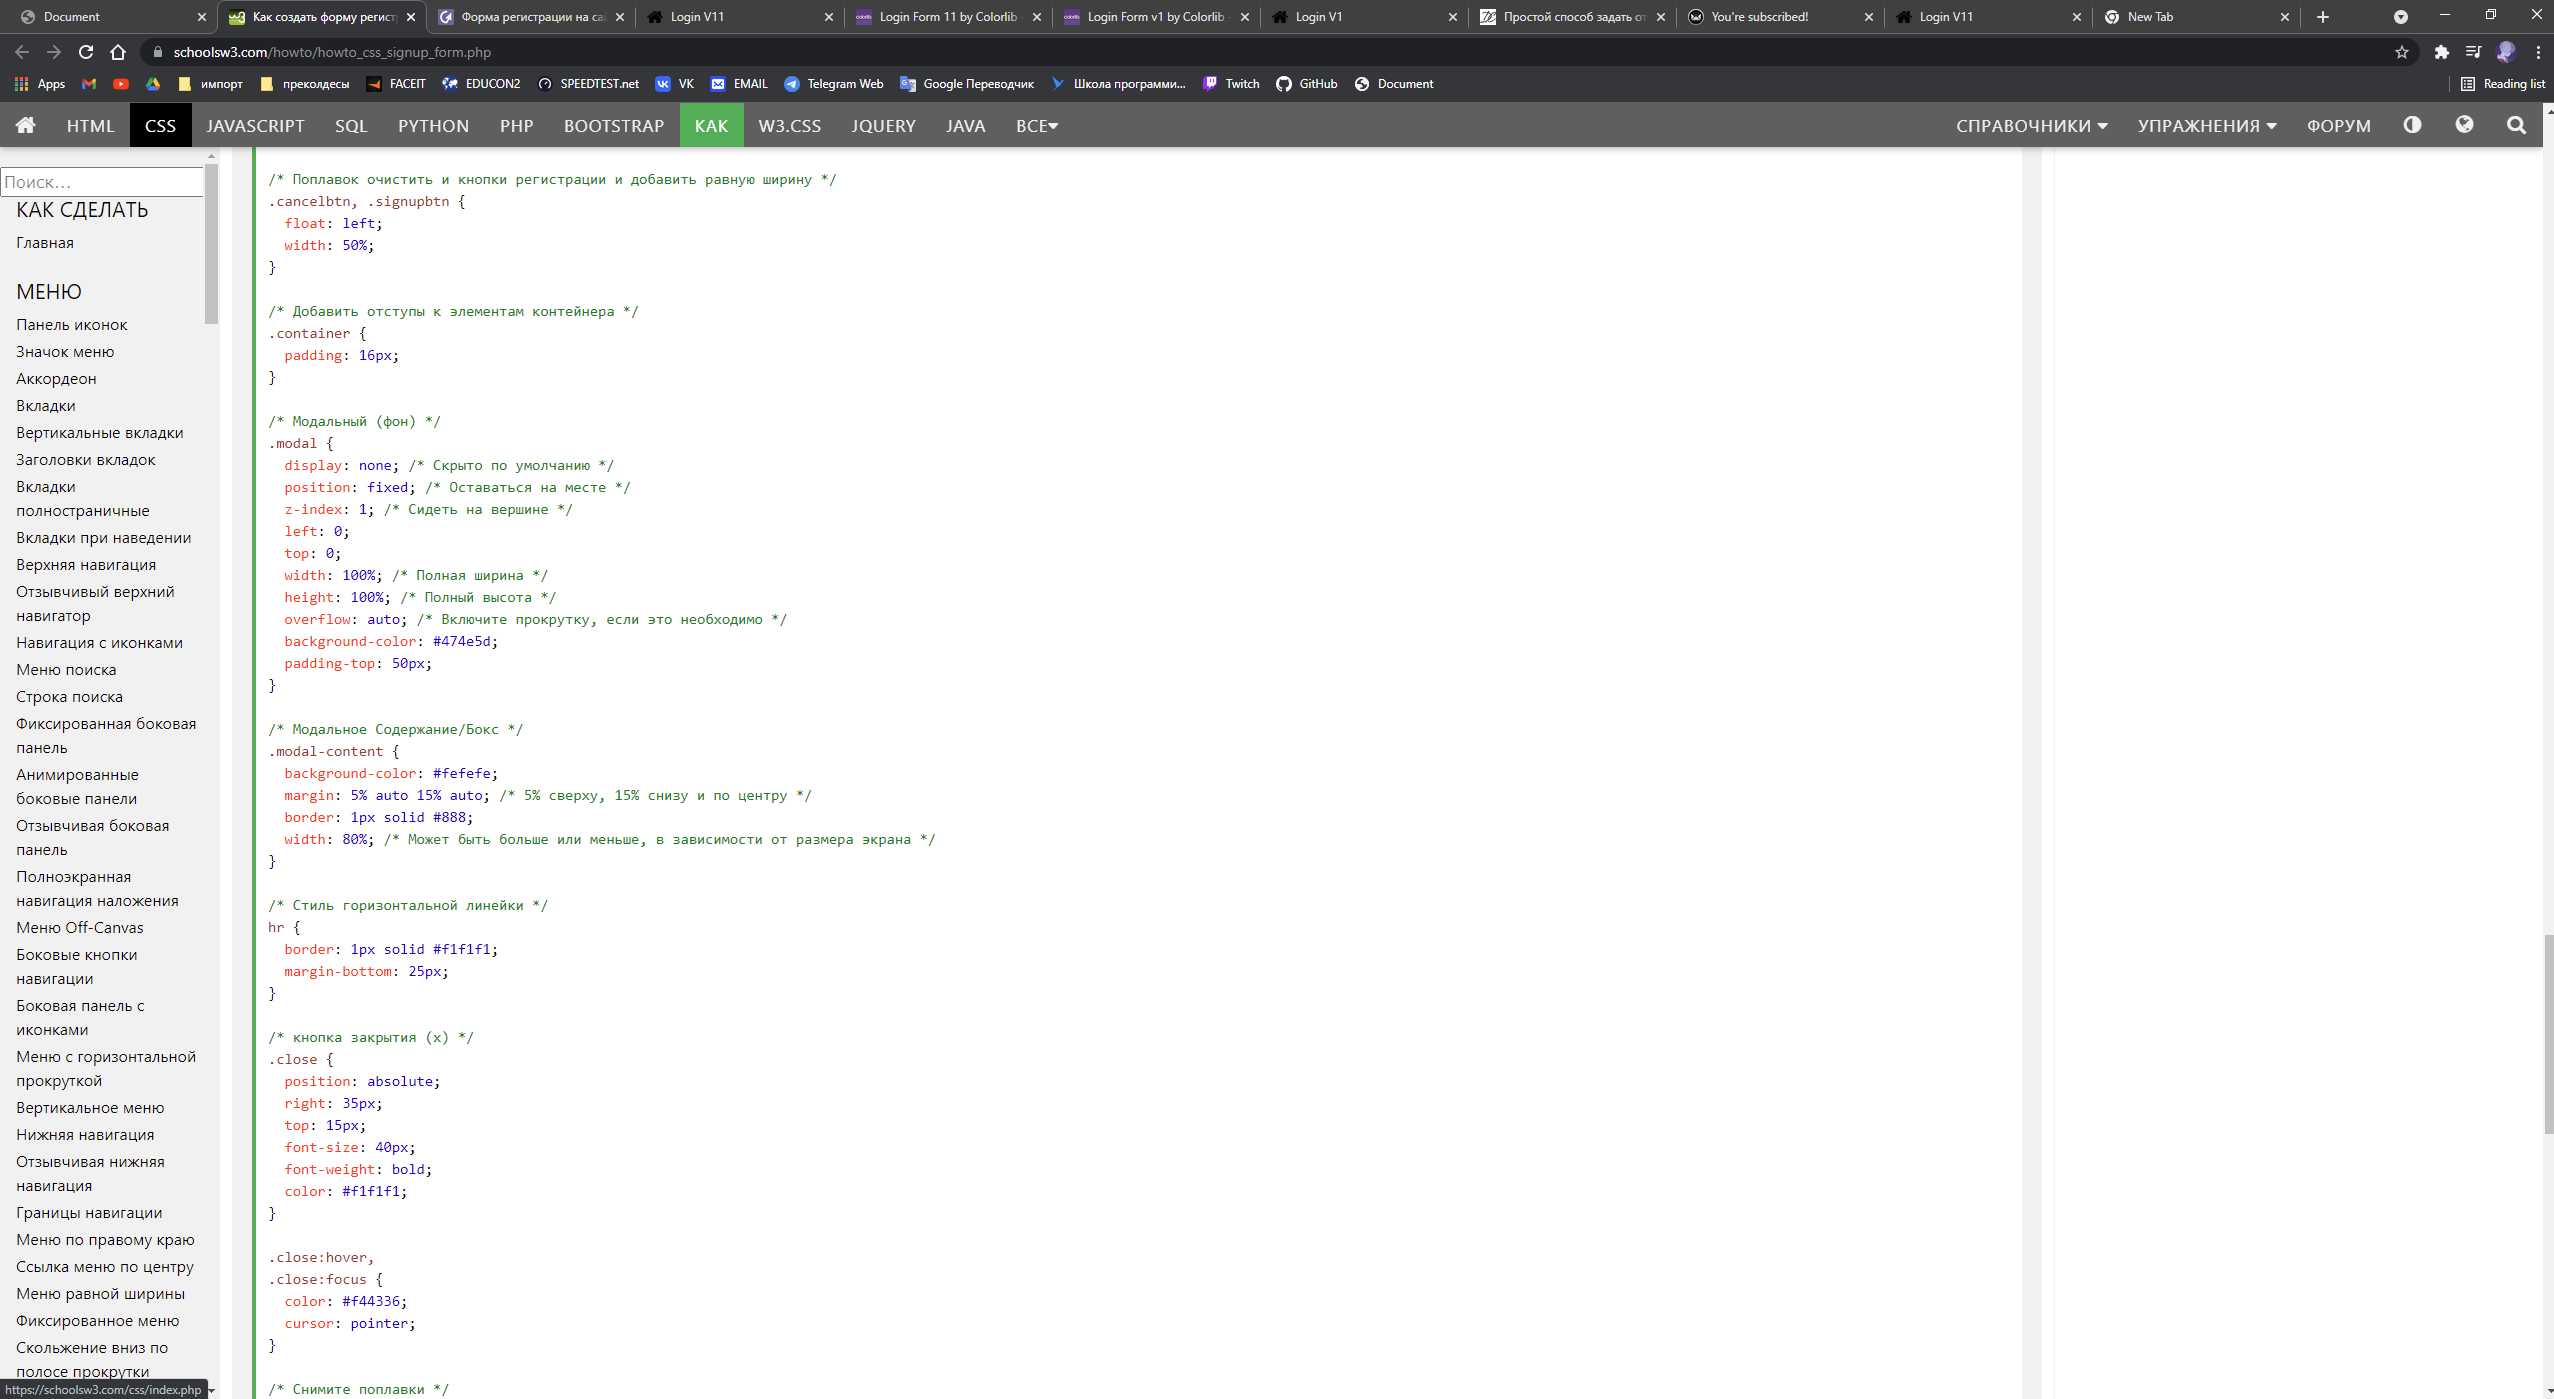 Document
Как создать форму регистр
Форма регистрации на са
Login V11
Login Form 11 by Colorlib
Login Form v1 by Colorlib
Login V1
Простой способ задать от
You're subscribed!
Login V11
New Tab
schoolsw3.com/howto/howto_css_signup_form.php
Apps
импорт
преколдесы
FACEIT
EDUCON2
SPEEDTEST.net
VK
EMAIL
Telegram Web
Google Переводчик
Школа программи...
Twitch
GitHub
Document
Reading list
HTML
CSS
JAVASCRIPT
SQL
PYTHON
PHP
BOOTSTRAP
КАК
W3.CSS
JQUERY
JAVA
ВСЕ
СПРАВОЧНИКИ
УПРАЖНЕНИЯ
ФОРУМ
Поиск...
КАК СДЕЛАТЬ
Главная
МЕНЮ
Панель иконок
Значок меню
Аккордеон
Вкладки
Вертикальные вкладки
Заголовки вкладок
Вкладки
полностраничные
Вкладки при наведении
Верхняя навигация
Отзывчивый верхний
навигатор
Навигация с иконками
Меню поиска
Строка поиска
Фиксированная боковая
панель
Анимированные
боковые панели
Отзывчивая боковая
панель
Полноэкранная
навигация наложения
Меню Off-Canvas
Боковые кнопки
навигации
Боковая панель с
иконками
Меню с горизонтальной
прокруткой
Вертикальное меню
Нижняя навигация
Отзывчивая нижняя
навигация
Границы навигации
Меню по правому краю
Ссылка меню по центру
Меню равной ширины
Фиксированное меню
Скольжение вниз по
полосе прокрутки
https://schoolsw3.com/css/index.php
/* Поплавок очистить и кнопки регистрации и добавить равную ширину */
.cancelbtn, .signupbtn {
  float: left;
  width: 50%;
}
/* Добавить отступы к элементам контейнера */
.container {
  padding: 16px;
}
/* Модальный (фон) */
.modal {
  display: none; /* Скрыто по умолчанию */
  position: fixed; /* Оставаться на месте */
  z-index: 1; /* Сидеть на вершине */
  left: 0;
  top: 0;
  width: 100%; /* Полная ширина */
  height: 100%; /* Полный высота */
  overflow: auto; /* Включите прокрутку, если это необходимо */
  background-color: #474e5d;
  padding-top: 50px;
}
/* Модальное Содержание/Бокс */
.modal-content {
  background-color: #fefefe;
  margin: 5% auto 15% auto; /* 5% сверху, 15% снизу и по центру */
  border: 1px solid #888;
  width: 80%; /* Может быть больше или меньше, в зависимости от размера экрана */
}
/* Стиль горизонтальной линейки */
hr {
  border: 1px solid #f1f1f1;
  margin-bottom: 25px;
}
/* кнопка закрытия (x) */
.close {
  position: absolute;
  right: 35px;
  top: 15px;
  font-size: 40px;
  font-weight: bold;
  color: #f1f1f1;
}
.close:hover,
.close:focus {
  color: #f44336;
  cursor: pointer;
}
/* Снимите поплавки */